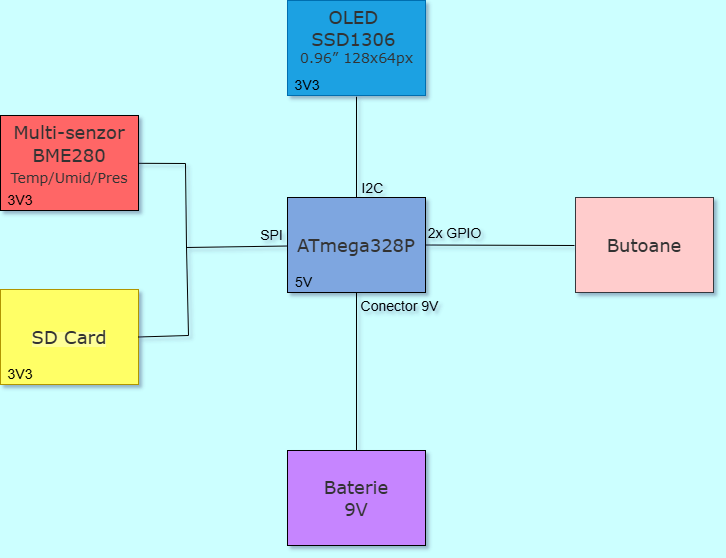 OLED
SSD1306
0.96” 128x64px
3V3
Multi-senzor
BME280
Temp/Umid/Pres
3V3
I2C
SPI
ATmega328P
5V
2x GPIO
Butoane
Conector 9V
SD Card
3V3
Baterie
9V